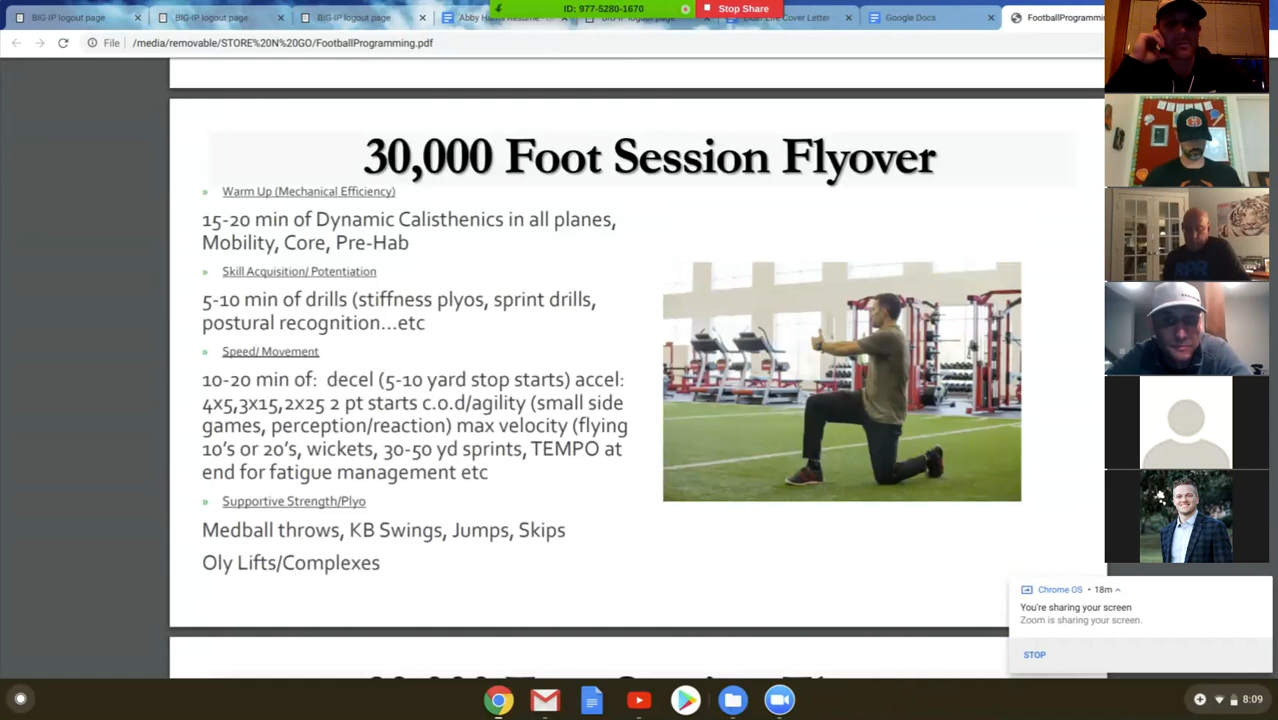 ID: 977-5280-1670
Stop Share
BIG-IP logout page
BIG-IP logout page
BIG-IP logout page
Google Docs
File
/media/removable/STORE%20N%20GO/FootballProgramming.pdf
30,000 Foot Session Flyover
» Warm Up (Mechanical Efficiency)
15-20 min of Dynamic Calisthenics in all planes,
Mobility, Core, Pre-Hab
» Skill Acquisition/ Potentiation
5-10 min of drills (stiffness plyos, sprint drills,
postural recognition...etc
» Speed/ Movement
10-20 min of: decel (5-10 yard stop starts) accel:
4x5,3x15,2x25 2 pt starts c.o.d/agility (small side
games, perception/reaction) max velocity (flying
10's or 20's, wickets, 30-50 yd sprints, TEMPO at
end for fatigue management etc
» Supportive Strength/Plyo
Medball throws, KB Swings, Jumps, Skips
Oly Lifts/Complexes
RPR
Chrome OS • 18m
You're sharing your screen
Zoom is sharing your screen.
STOP
8:09